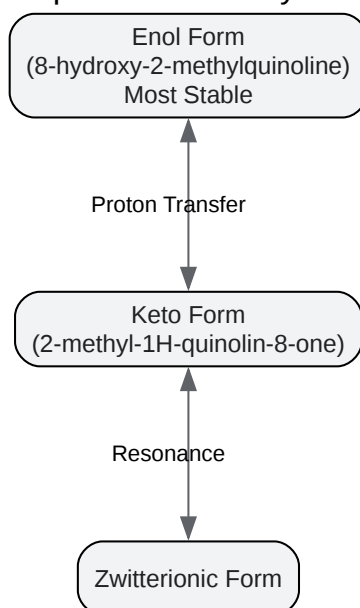 Enol Form
(8-hydroxy-2-methylquinoline)
Most Stable
Proton Transfer
Keto Form
(2-methyl-1H-quinolin-8-one)
Resonance
Zwitterionic Form